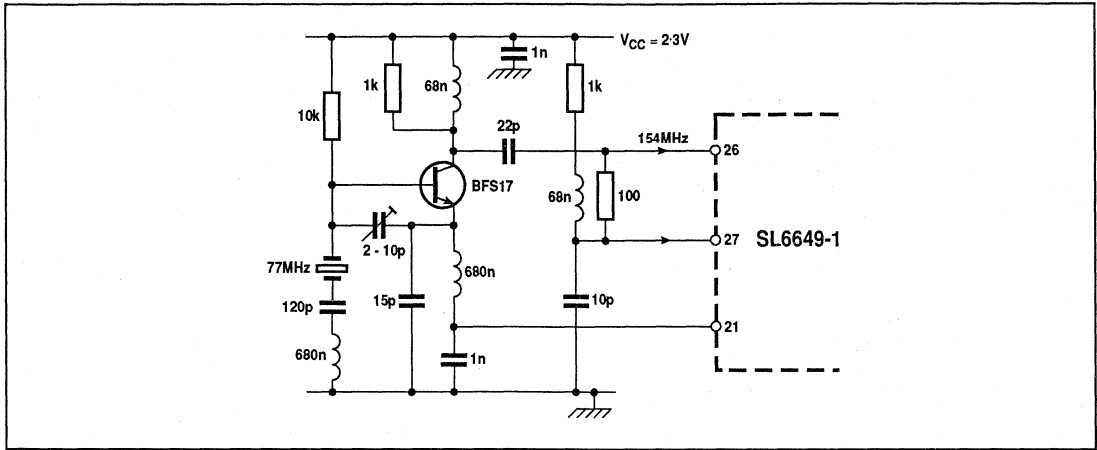 V_CC = 2·3V
1n
1k
68n
1k
10k
22p
154MHz
26
BFS17
68n
100
2 - 10p
27
SL6649-1
77MHz
680n
15p
10p
120p
21
680n
1n